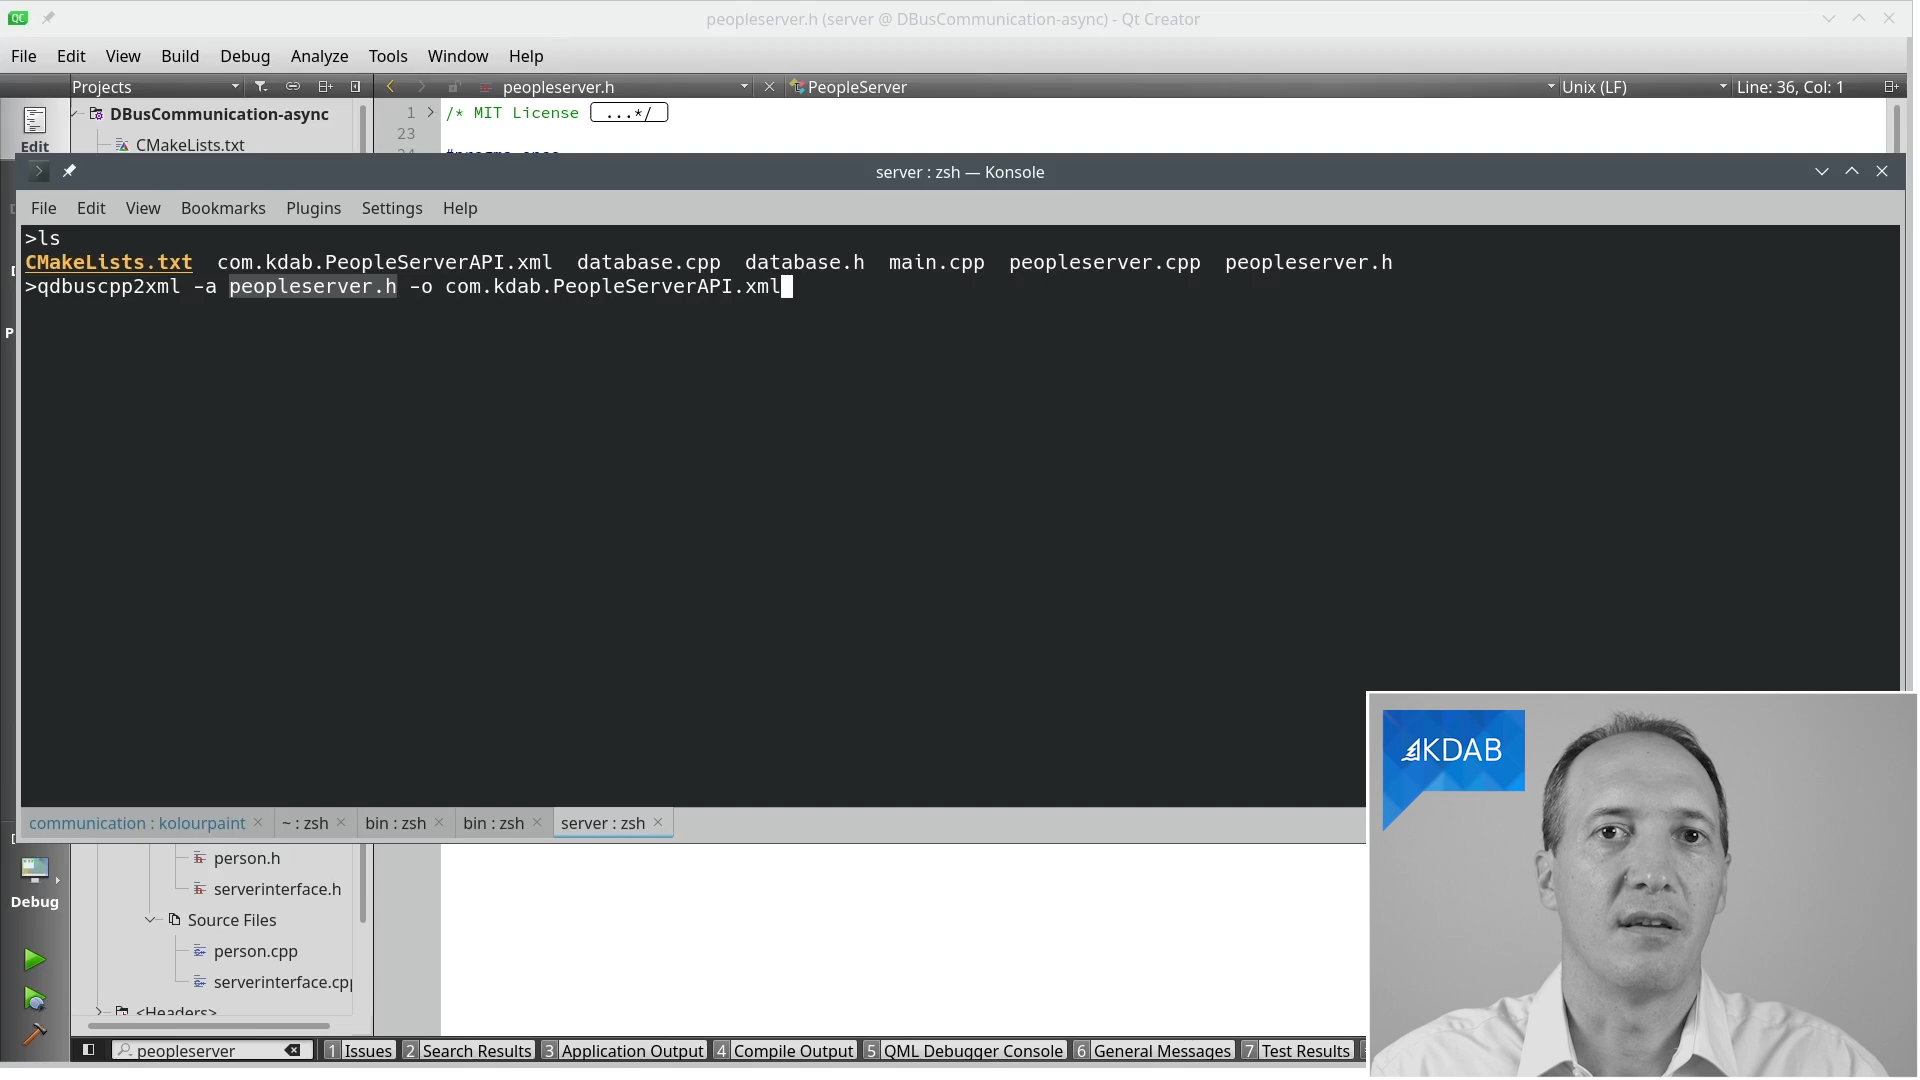 QC
peopleserver.h (server @ DBusCommunication-async) - Qt Creator
File Edit View Build Debug Analyze Tools Window Help
Projects peopleserver.h PeopleServer Unix (LF) Line: 36, Col: 1
DBusCommunication-async
1 /* MIT License ...*/
23
Edit
CMakeLists.txt
server : zsh — Konsole
File Edit View Bookmarks Plugins Settings Help
>ls
CMakeLists.txt com.kdab.PeopleServerAPI.xml database.cpp database.h main.cpp peopleserver.cpp peopleserver.h
>qdbuscpp2xml -a peopleserver.h -o com.kdab.PeopleServerAPI.xml
KDAB
communication : kolourpaint ~ : zsh bin : zsh bin : zsh server : zsh
person.h
serverinterface.h
Debug
Source Files
person.cpp
serverinterface.cpp
<Headers>
peopleserver 1 Issues 2 Search Results 3 Application Output 4 Compile Output 5 QML Debugger Console 6 General Messages 7 Test Results